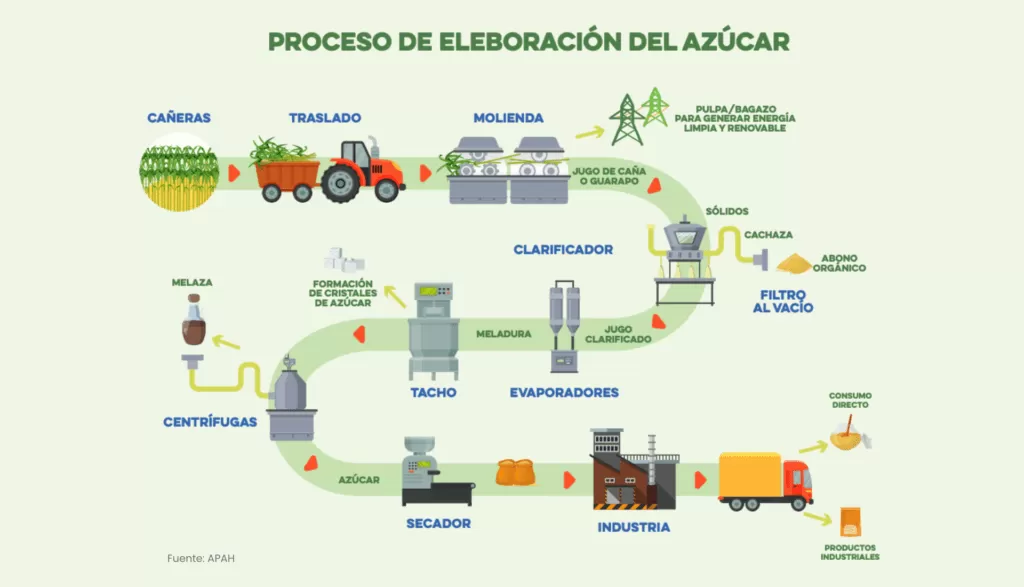 PROCESO DE ELEBORACIÓN DEL AZÚCAR
CAÑERAS
TRASLADO
MOLIENDA
PULPA/BAGAZO
PARA GENERAR ENERGÍA
LIMPIA Y RENOVABLE
JUGO DE CAÑA
O GUARAPO
SÓLIDOS
CACHAZA
CLARIFICADOR
ABONO
ORGÁNICO
FILTRO
AL VACÍO
MELAZA
FORMACIÓN
DE CRISTALES
DE AZÚCAR
MELADURA
JUGO
CLARIFICADO
TACHO
EVAPORADORES
CENTRÍFUGAS
CONSUMO
DIRECTO
AZÚCAR
SECADOR
INDUSTRIA
PRODUCTOS
INDUSTRIALES
Fuente: APAH